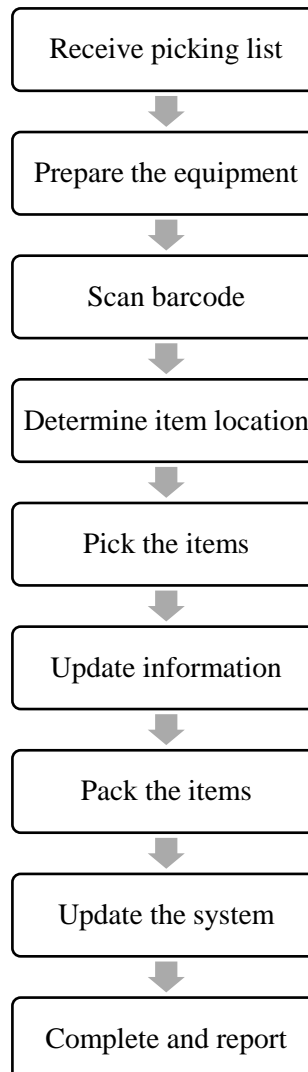 Receive picking list
Prepare the equipment
Scan barcode
Determine item location
Pick the items
Update information
Pack the items
Update the system
Complete and report